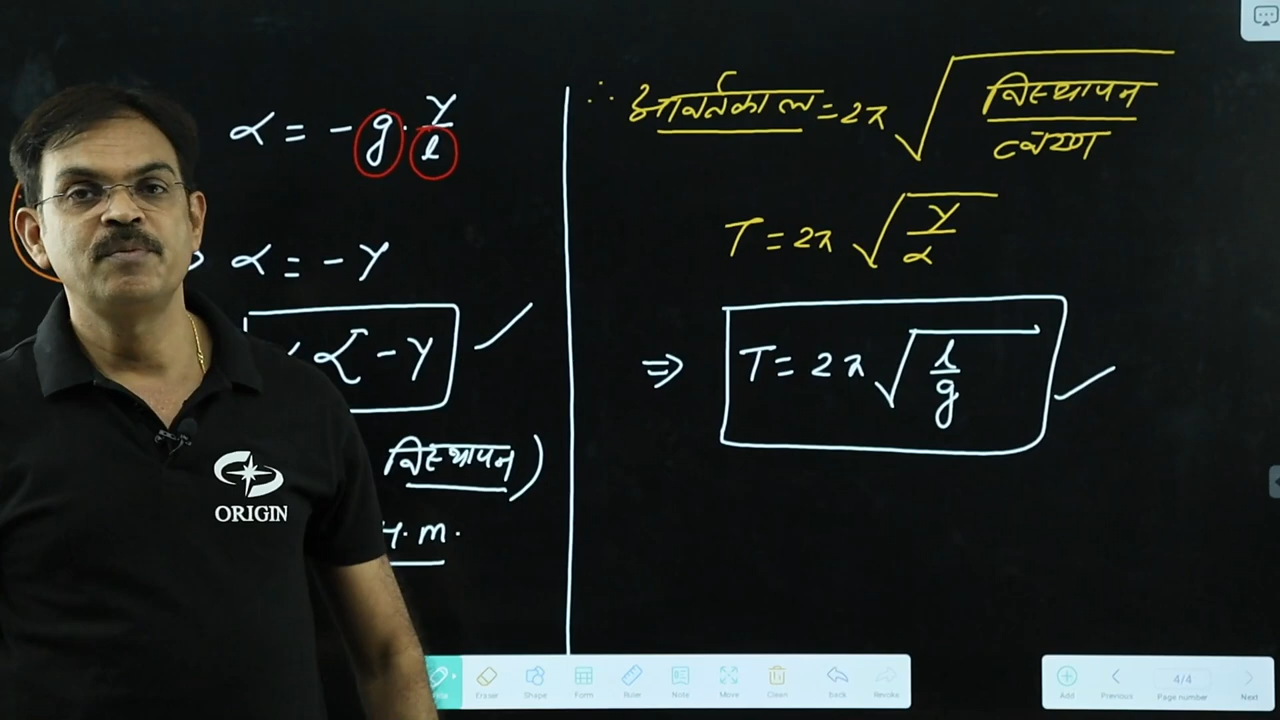 α = - g . y/l
α = - y
α ∝ - y
विस्थापन)
H.m.
∴ आवर्तकाल = 2π √(विस्थापन/त्वरण)
T = 2π √(y/α)
⇒ T = 2π √(l/g)
ORIGIN
Eraser Shape Form Ruler Note Move Clean back Revoke
Add Previous 4/4 Page number Next